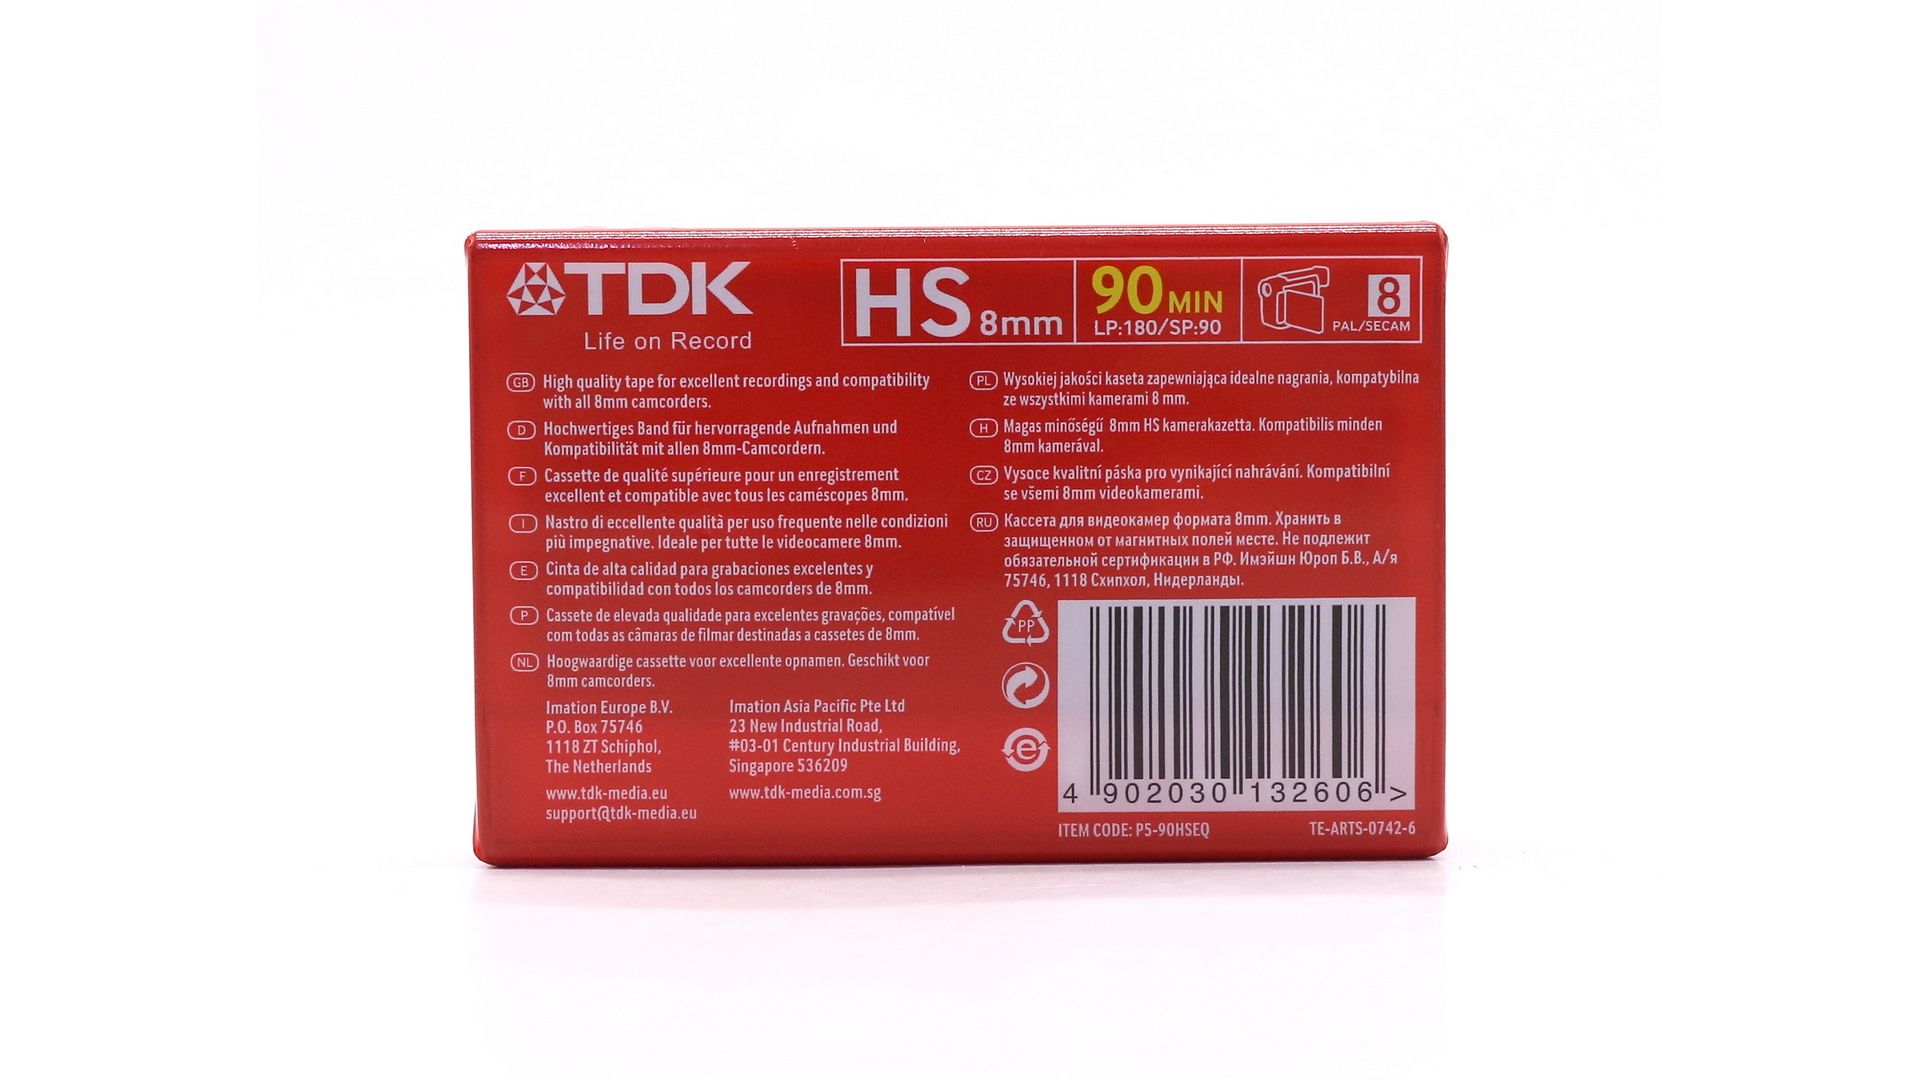 TDK
Life on Record
HS 8mm
90 MIN
LP:180/SP:90
8
PAL/SECAM
GB High quality tape for excellent recordings and compatibility
with all 8mm camcorders.
D Hochwertiges Band für hervorragende Aufnahmen und
Kompatibilität mit allen 8mm-Camcordern.
F Cassette de qualité supérieure pour un enregistrement
excellent et compatible avec tous les caméscopes 8mm.
I Nastro di eccellente qualità per uso frequente nelle condizioni
più impegnative. Ideale per tutte le videocamere 8mm.
E Cinta de alta calidad para grabaciones excelentes y
compatibilidad con todos los camcorders de 8mm.
P Cassete de elevada qualidade para excelentes gravações, compatível
com todas as câmaras de filmar destinadas a cassetes de 8mm.
NL Hoogwaardige cassette voor excellente opnamen. Geschikt voor
8mm camcorders.
Imation Europe B.V.
P.O. Box 75746
1118 ZT Schiphol,
The Netherlands
www.tdk-media.eu
support@tdk-media.eu
Imation Asia Pacific Pte Ltd
23 New Industrial Road,
#03-01 Century Industrial Building,
Singapore 536209
www.tdk-media.com.sg
PL Wysokiej jakości kaseta zapewniająca idealne nagrania, kompatybilna
ze wszystkimi kamerami 8 mm.
H Magas minőségű 8mm HS kamerakazetta. Kompatibilis minden
8mm kamerával.
CZ Vysoce kvalitní páska pro vynikající nahrávání. Kompatibilní
se všemi 8mm videokamerami.
RU Кассета для видеокамер формата 8mm. Хранить в
защищенном от магнитных полей месте. Не подлежит
обязательной сертификации в РФ. Имэйшн Юроп Б.В., А/я
75746, 1118 Схипхол, Нидерланды.
PP
e
4 902030 132606 >
ITEM CODE: P5-90HSEQ
TE-ARTS-0742-6